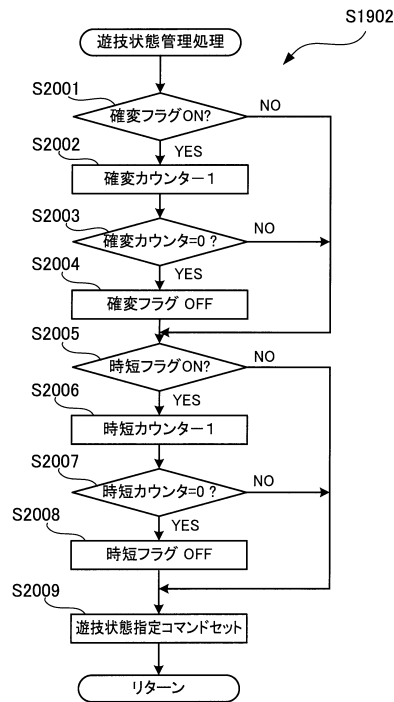 S1902
遊技状態管理処理
S2001
確変フラグON?
NO
YES
S2002
確変カウンター1
S2003
確変カウンタ=0?
NO
YES
S2004
確変フラグ OFF
S2005
時短フラグON?
NO
YES
S2006
時短カウンター1
S2007
時短カウンタ=0?
NO
YES
S2008
時短フラグ OFF
S2009
遊技状態指定コマンドセット
リターン